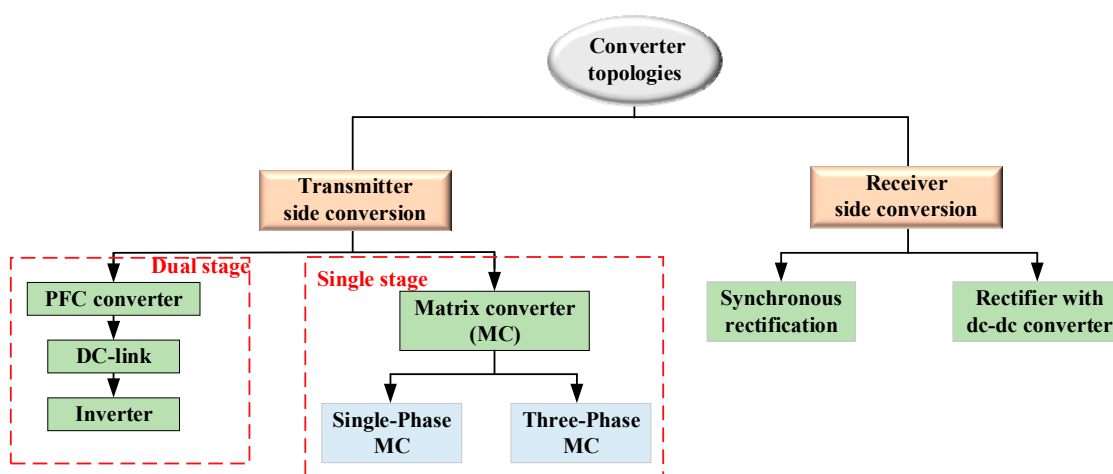 Converter
topologies
Transmitter
side conversion
Receiver
side conversion
Dual stage
PFC converter
DC-link
Inverter
Single stage
Matrix converter
(MC)
Single-Phase
MC
Three-Phase
MC
Synchronous
rectification
Rectifier with
dc-dc converter